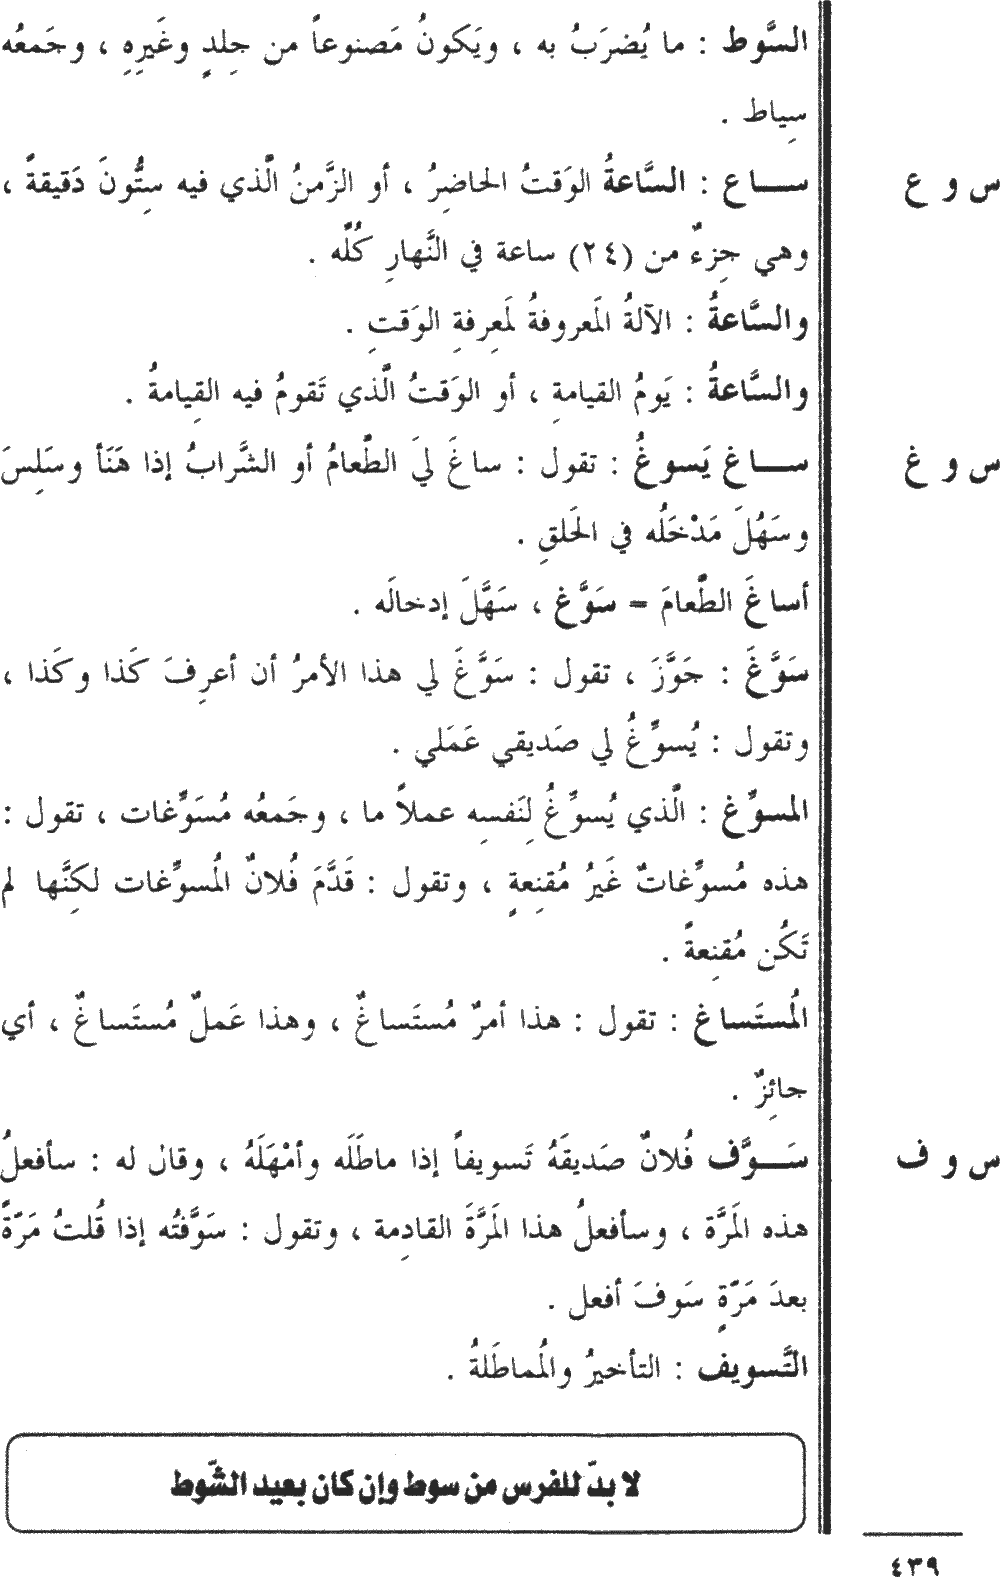 السَّوط : ما يُضرَبُ به ، ويَكونُ مَصنوعاً من جِلدٍ وغَيرِهِ ، وجَمعُه
سِياط .
س و ع ســـاع : السَّاعةُ الوَقتُ الحاضِرُ ، أو الزَّمنُ الَّذي فيه سِتُّونَ دَقيقةً ،
وهي جِزءٌ من (٢٤) ساعة في النَّهارِ كُلِّه .
والسَّاعةُ : الآلةُ المَعروفةُ لمَعرِفةِ الوَقتِ .
والسَّاعةُ : يَومُ القيامةِ ، أو الوَقتُ الَّذي تَقومُ فيه القِيامةُ .
س و غ ســـاغ يَسوغُ : تقول : ساغَ ليَ الطَّعامُ أو الشَّرابُ إذا هَنَأ وسَلِسَ
وسَهُلَ مَدْخَلُه في الحَلقِ .
أساغَ الطَّعامَ = سَوَّغ ، سَهَّلَ إدخالَه .
سَوَّغَ : جَوَّزَ ، تقول : سَوَّغَ لي هذا الأمرُ أن أعرِفَ كَذا وكَذا ،
وتقول : يُسوِّغُ لي صَديقي عَمَلي .
المسوِّغ : الَّذي يُسوِّغُ لِنَفسِه عملاً ما ، وجَمعُه مُسَوِّغات ، تقول :
هذه مُسوِّغاتٌ غَيرُ مُقنِعةٍ ، وتقول : قَدَّمَ فُلانٌ المُسوِّغات لكِنَّها لم
تَكُن مُقنِعةً .
المُستَساغ : تقول : هذا أمرٌ مُستَساغٌ ، وهذا عَملٌ مُستَساغٌ ، أي
جائِزٌ .
س و ف سَـــوَّف فُلانٌ صَديقَهُ تَسويفاً إذا ماطَلَه وأمْهَلَهُ ، وقال له : سأفعلُ
هذه المَرَّة ، وسأفعلُ هذا المَرَّةَ القادِمة ، وتقول : سَوَّفتُه إذا قُلتُ مَرّةً
بعدَ مَرّةٍ سَوفَ أفعل .
التَّسويف : التأخيرُ والمُماطَلةُ .
لا بدّ للفرس من سوط وإن كان بعيد الشّوط
٤٣٩